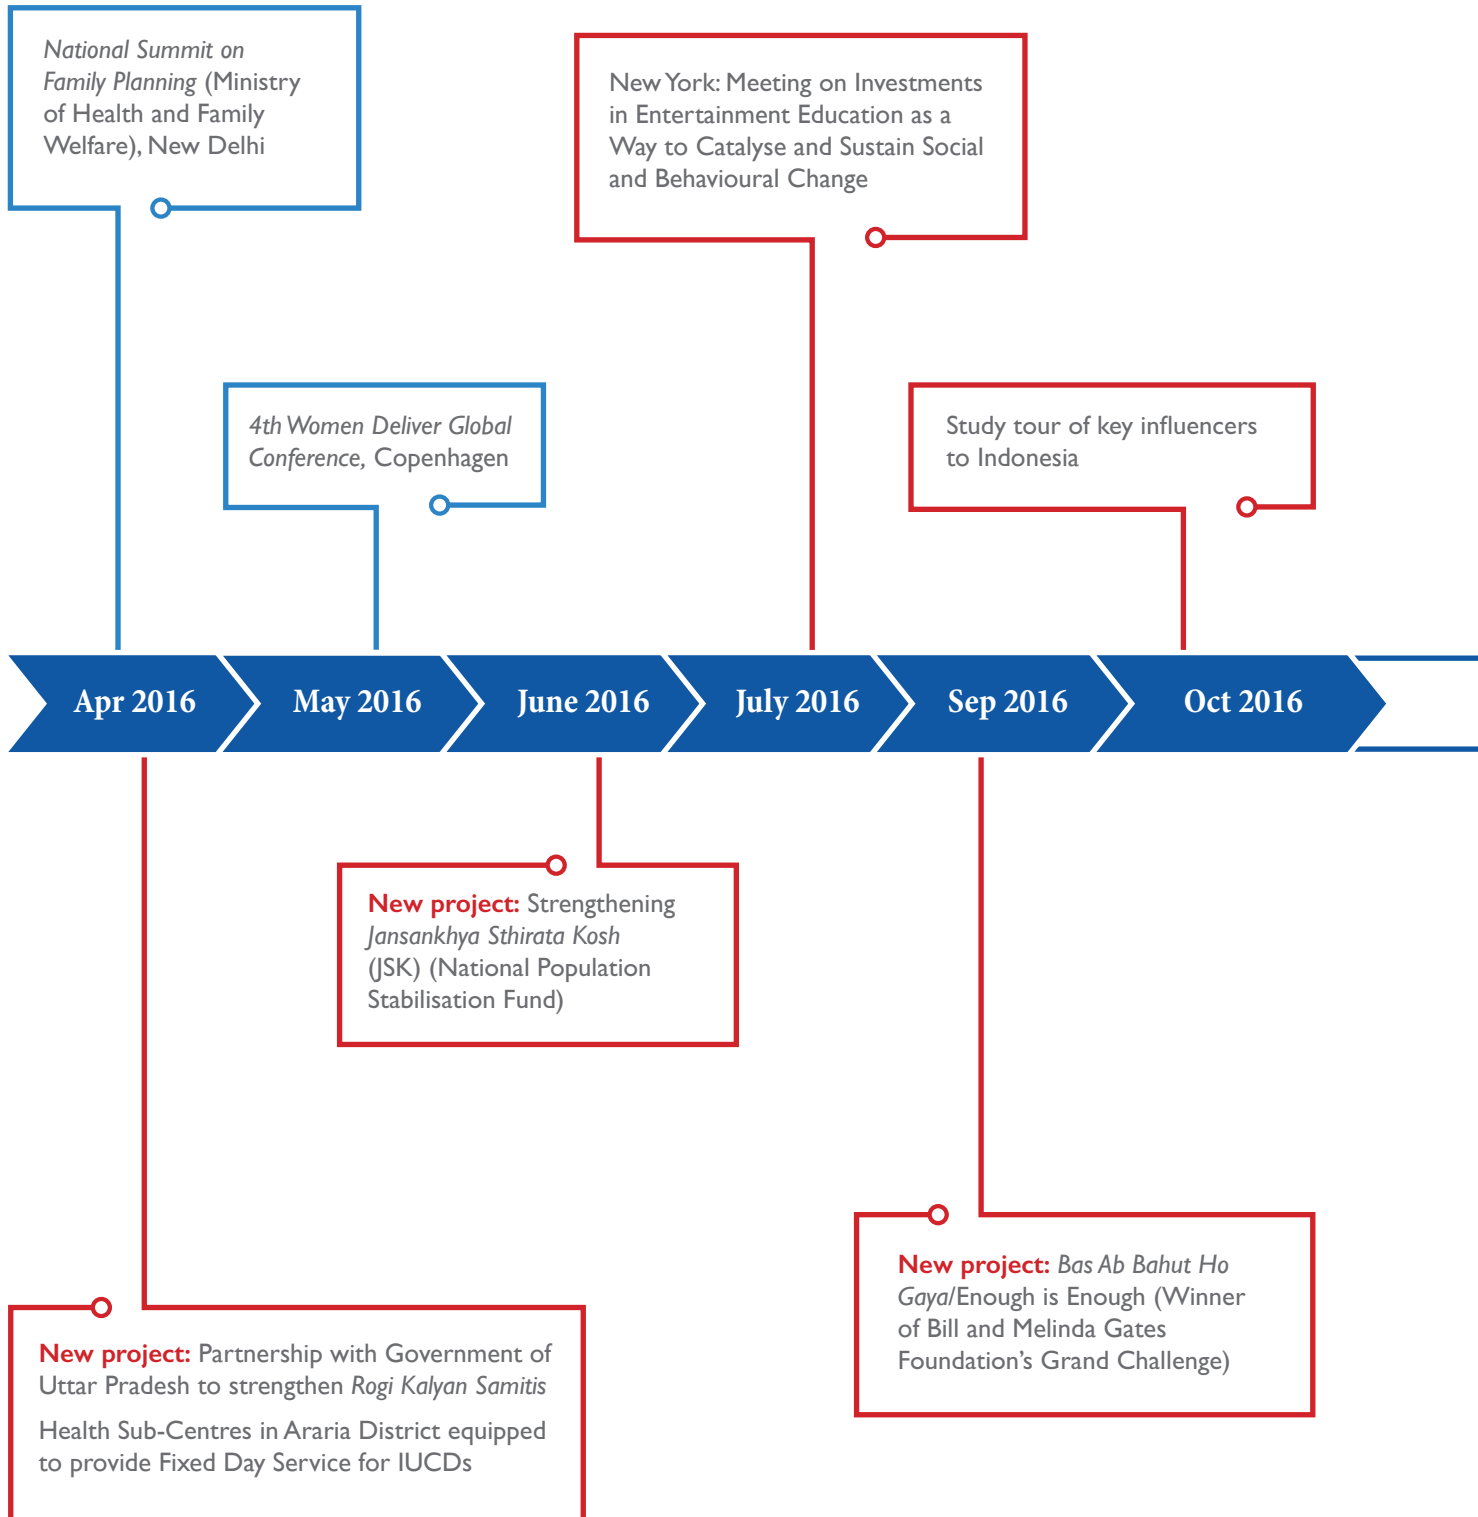 National Summit on
Family Planning (Ministry
of Health and Family
Welfare), New Delhi
New York: Meeting on Investments
in Entertainment Education as a
Way to Catalyse and Sustain Social
and Behavioural Change
4th Women Deliver Global
Conference, Copenhagen
Study tour of key influencers
to Indonesia
Apr 2016
May 2016
June 2016
July 2016
Sep 2016
Oct 2016
New project: Strengthening
Jansankhya Sthirata Kosh
(JSK) (National Population
Stabilisation Fund)
New project: Bas Ab Bahut Ho
Gaya/Enough is Enough (Winner
of Bill and Melinda Gates
Foundation’s Grand Challenge)
New project: Partnership with Government of
Uttar Pradesh to strengthen Rogi Kalyan Samitis
Health Sub-Centres in Araria District equipped
to provide Fixed Day Service for IUCDs